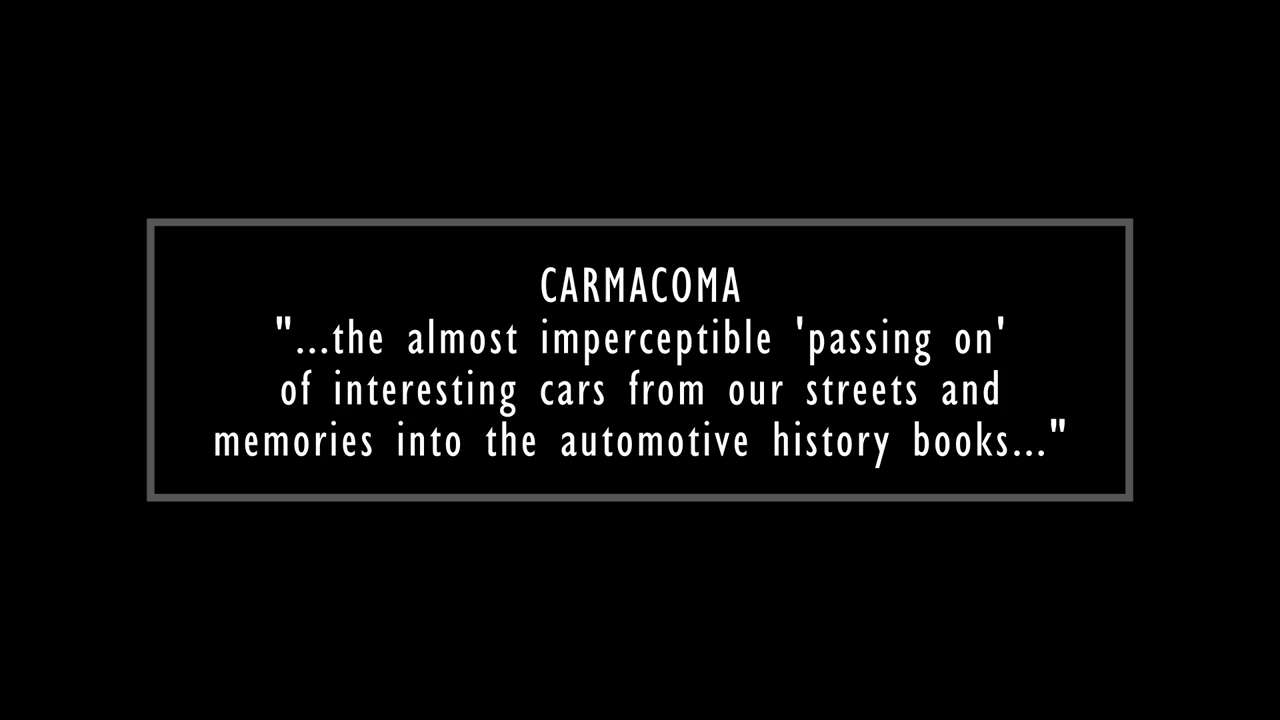 CARMACOMA
"...the almost imperceptible 'passing on'
of interesting cars from our streets and
memories into the automotive history books..."